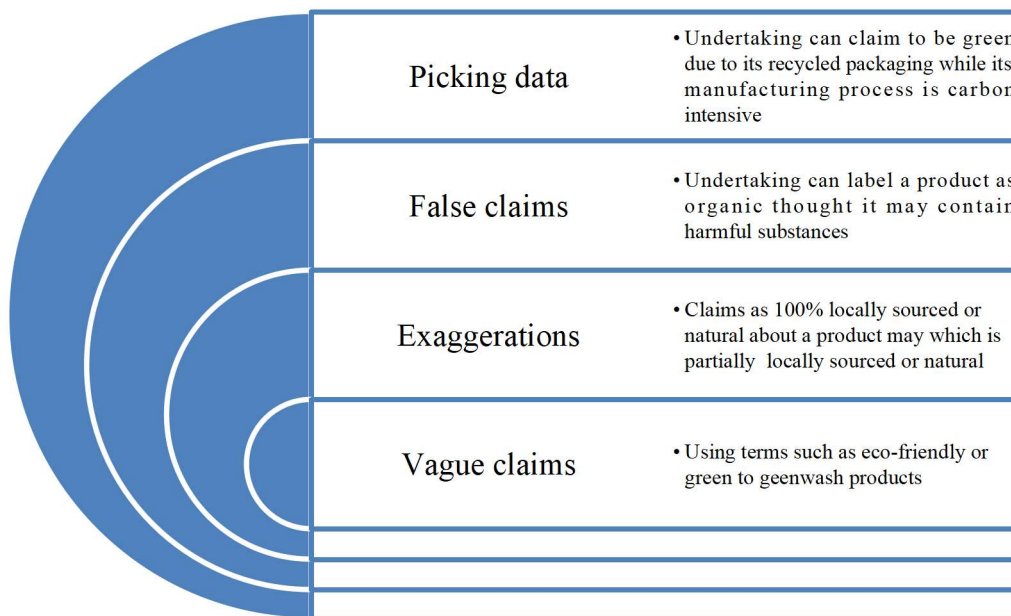 Picking data
• Undertaking can claim to be green
due to its recycled packaging while its
manufacturing process is carbon
intensive
False claims
• Undertaking can label a product as
organic thought it may contain
harmful substances
Exaggerations
• Claims as 100% locally sourced or
natural about a product may which is
partially locally sourced or natural
Vague claims
• Using terms such as eco-friendly or
green to geenwash products